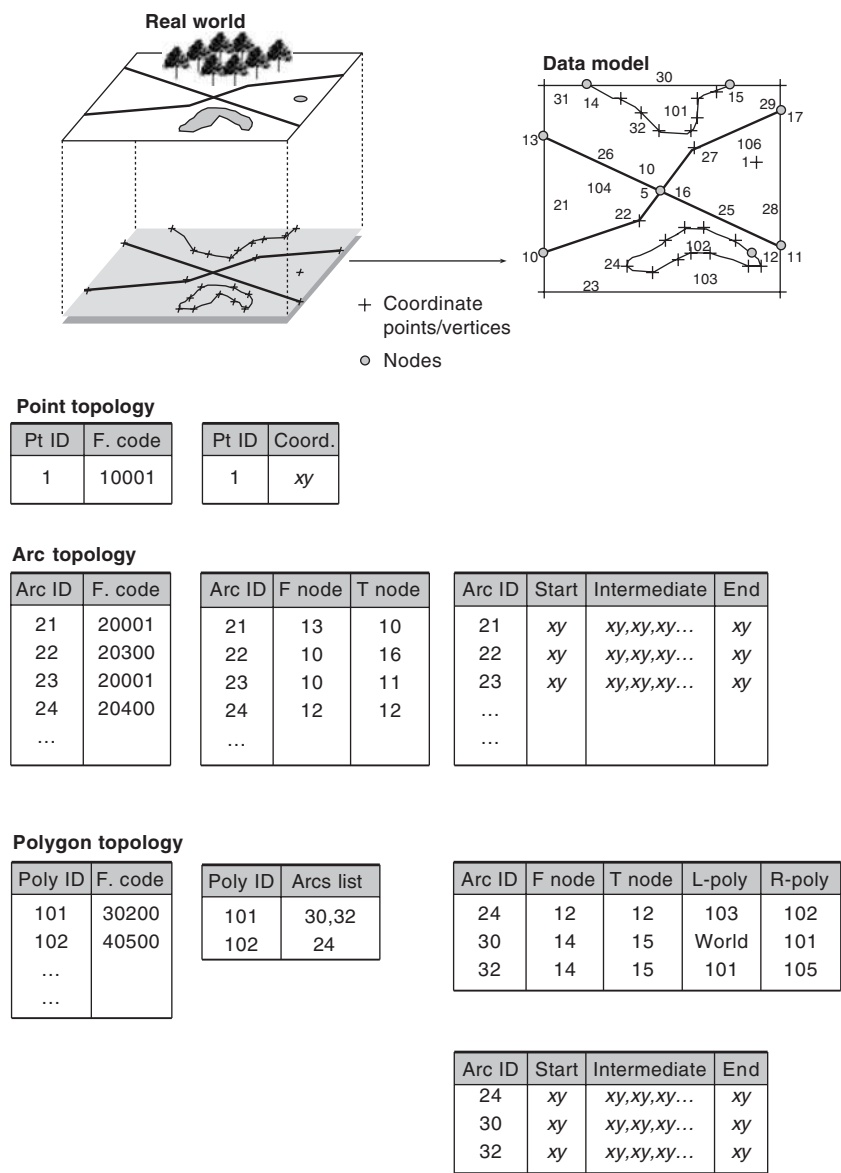 Real world
Data model
30
31
14
15
101
29
17
32
13
27
106
26
10
1
104
5
16
21
22
25
28
102
10
24
12
11
103
23
Coordinate
points/vertices
Nodes
Point topology
Pt ID F. code
1 10001
Pt ID Coord.
1 xy
Arc topology
Arc ID F. code
21 20001
22 20300
23 20001
24 20400
...
Arc ID F node T node
21 13 10
22 10 16
23 10 11
24 12 12
...
Arc ID Start Intermediate End
21 xy xy,xy,xy... xy
22 xy xy,xy,xy... xy
23 xy xy,xy,xy... xy
...
...
Polygon topology
Poly ID F. code
101 30200
102 40500
...
...
Poly ID Arcs list
101 30,32
102 24
Arc ID F node T node L-poly R-poly
24 12 12 103 102
30 14 15 World 101
32 14 15 101 105
Arc ID Start Intermediate End
24 xy xy,xy,xy... xy
30 xy xy,xy,xy... xy
32 xy xy,xy,xy... xy